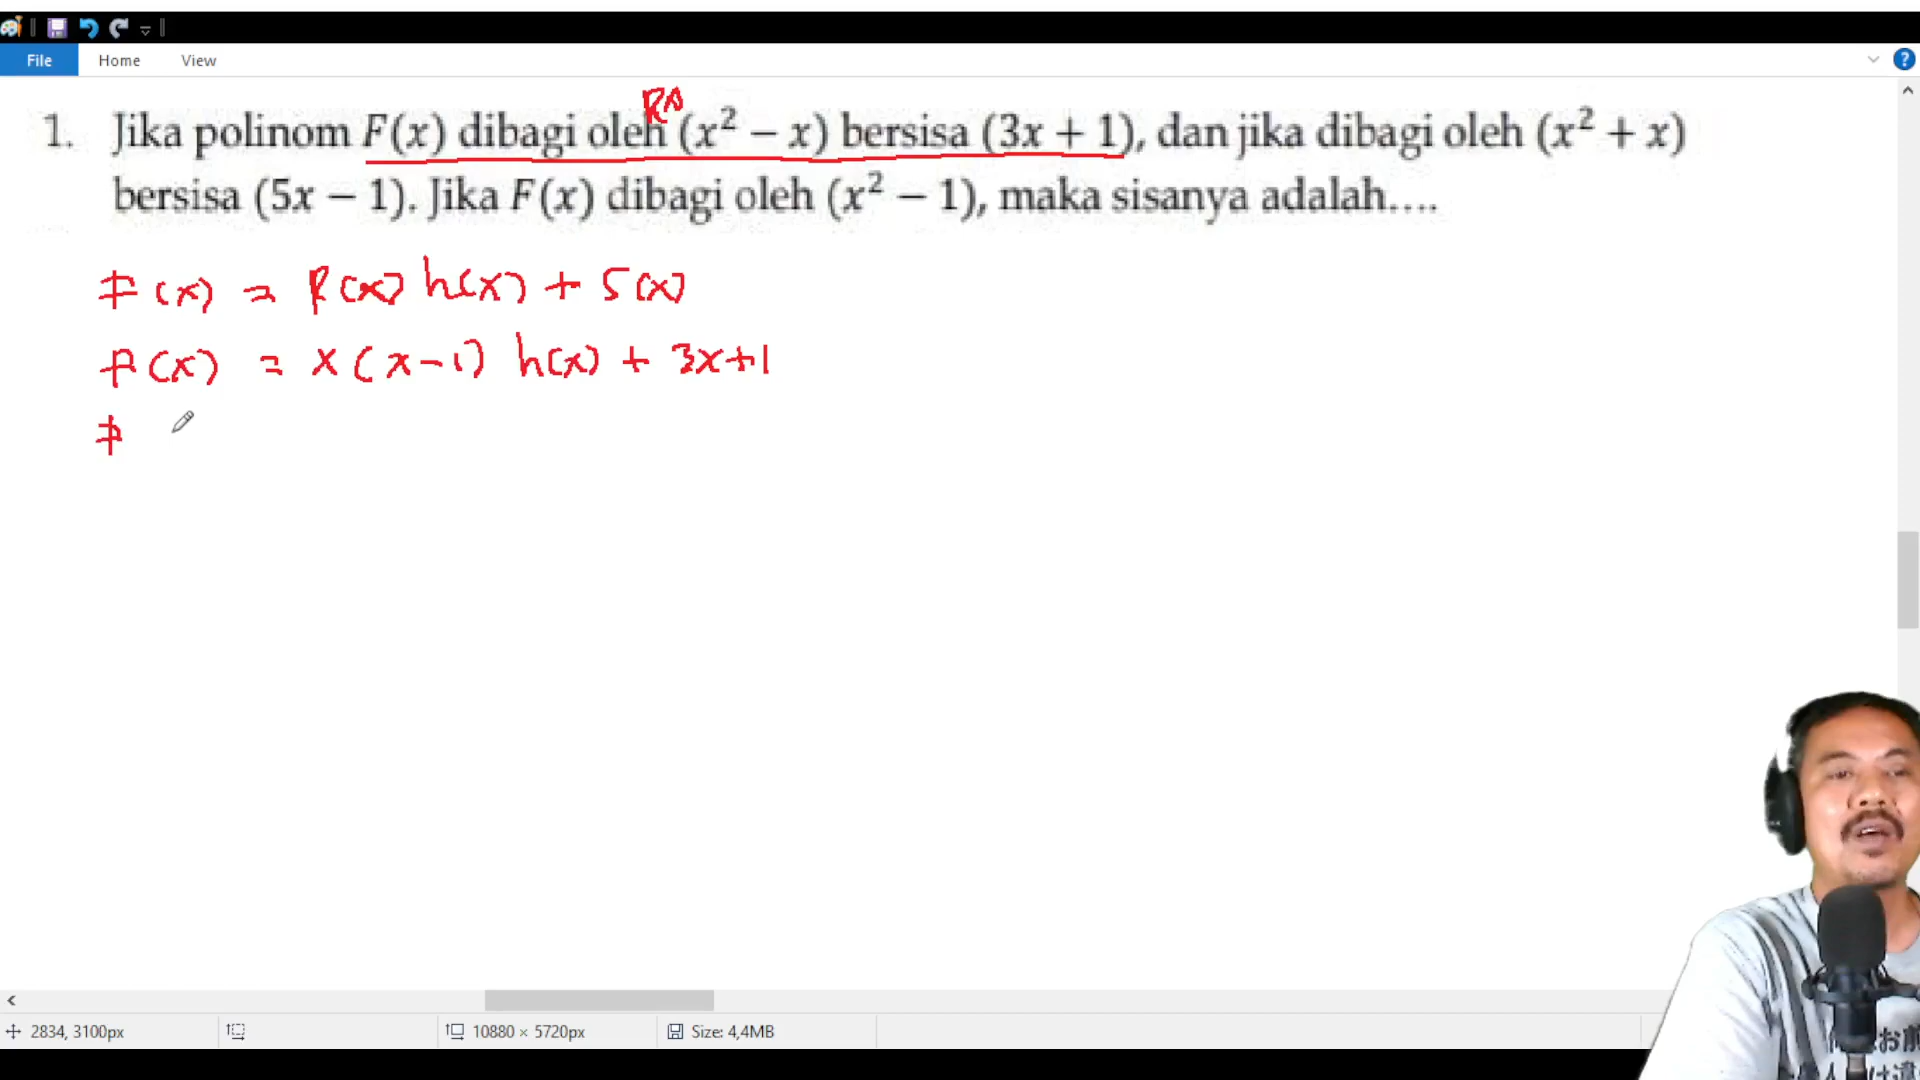 File Home View
P(x)
1. Jika polinom F(x) dibagi oleh (x² − x) bersisa (3x + 1), dan jika dibagi oleh (x² + x)
bersisa (5x − 1). Jika F(x) dibagi oleh (x² − 1), maka sisanya adalah....
F(x) = P(x) h(x) + S(x)
F(x) = x(x-1) h(x) + 3x+1
F
2834, 3100px 10880 × 5720px Size: 4,4MB